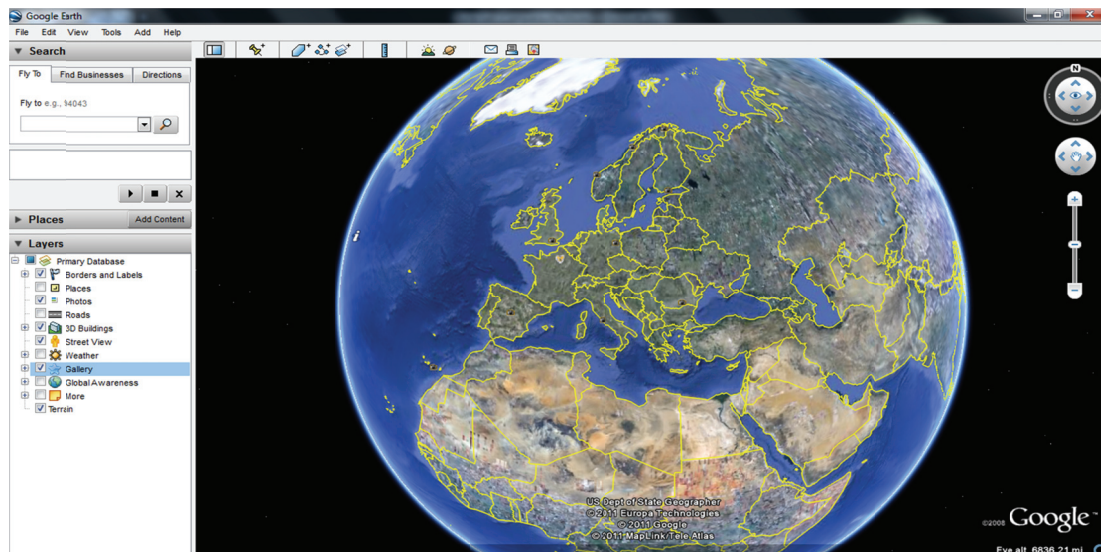 Google Earth
File Edit View Tools Add Help
Search
Fly To Fnd Businesses Directions
Fly to e.g., 94043
Places Add Content
Layers
Primary Database
Borders and Labels
Places
Photos
Roads
3D Buildings
Street View
Weather
Gallery
Global Awareness
More
Terrain
N
US Dept of State Geographer
© 2011 Europa Technologies
© 2011 Google
© 2011 MapLink/Tele Atlas
©2008 Google™
Eye alt 6836.21 mi